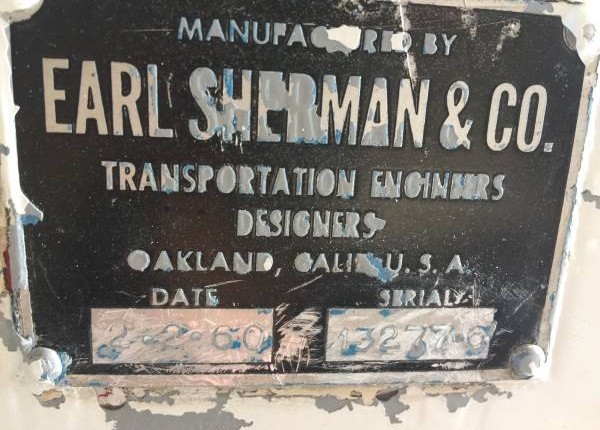 MANUFACTURED BY
EARL SHERMAN & CO.
TRANSPORTATION ENGINEERS
DESIGNERS
OAKLAND, CALIF. U.S.A.
DATE SERIAL
2-2-60 13277-6